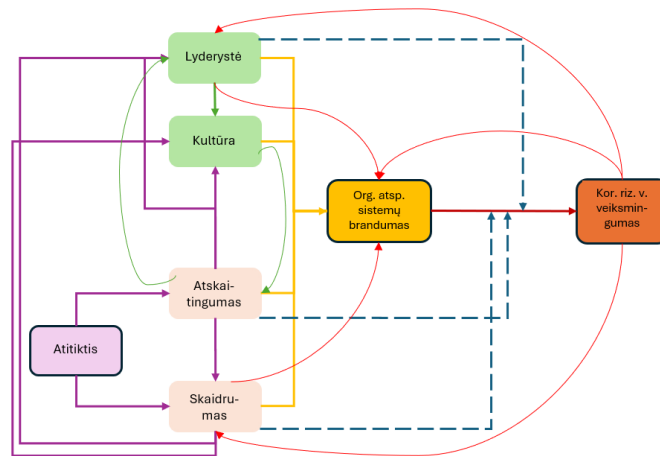 Lyderystė
Kultūra
Org. atsp.
sistemų
brandumas
Kor. riz. v.
veiksmin-
gumas
Atskai-
tingumas
Atitiktis
Skaidru-
mas